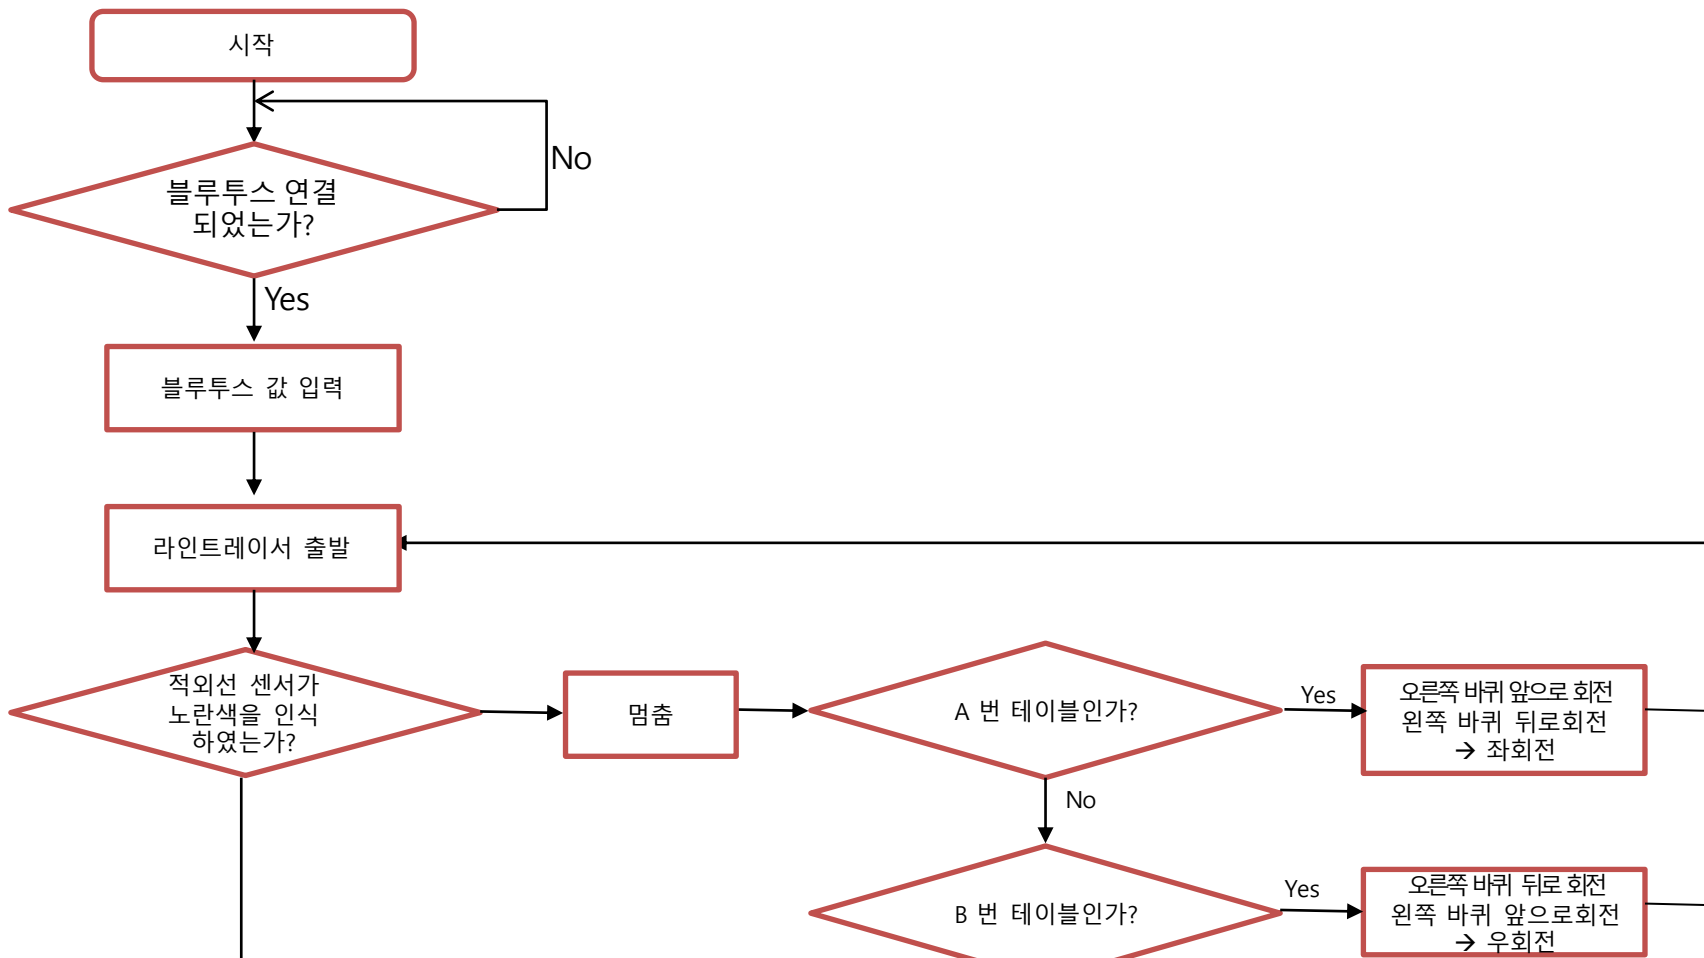 시작
No
블루투스 연결
되었는가?
Yes
블루투스 값 입력
라인트레이서 출발
적외선 센서가
노란색을 인식
하였는가?
멈춤
A 번 테이블인가?
Yes
오른쪽 바퀴 앞으로 회전
왼쪽 바퀴 뒤로회전
→ 좌회전
No
B 번 테이블인가?
Yes
오른쪽 바퀴 뒤로 회전
왼쪽 바퀴 앞으로회전
→ 우회전